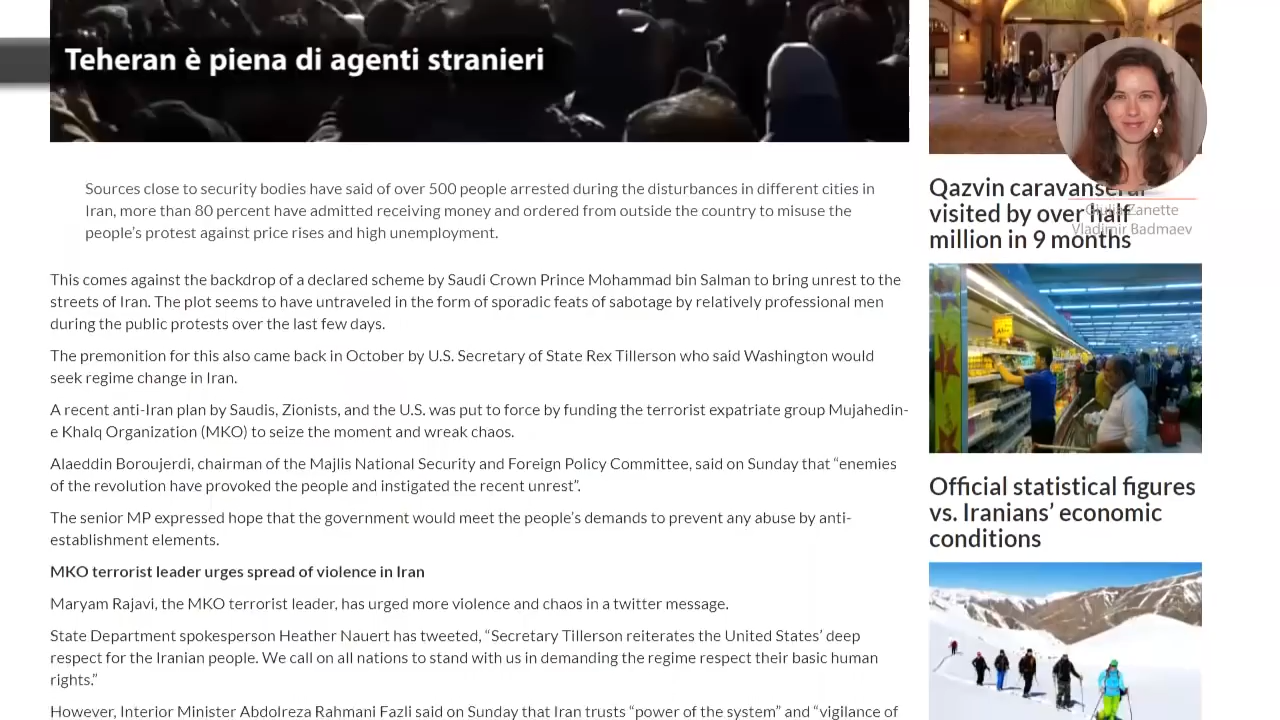 Teheran è piena di agenti stranieri
Sources close to security bodies have said of over 500 people arrested during the disturbances in different cities in
Iran, more than 80 percent have admitted receiving money and ordered from outside the country to misuse the
people’s protest against price rises and high unemployment.
This comes against the backdrop of a declared scheme by Saudi Crown Prince Mohammad bin Salman to bring unrest to the
streets of Iran. The plot seems to have untraveled in the form of sporadic feats of sabotage by relatively professional men
during the public protests over the last few days.
The premonition for this also came back in October by U.S. Secretary of State Rex Tillerson who said Washington would
seek regime change in Iran.
A recent anti-Iran plan by Saudis, Zionists, and the U.S. was put to force by funding the terrorist expatriate group Mujahedin-
e Khalq Organization (MKO) to seize the moment and wreak chaos.
Alaeddin Boroujerdi, chairman of the Majlis National Security and Foreign Policy Committee, said on Sunday that “enemies
of the revolution have provoked the people and instigated the recent unrest”.
The senior MP expressed hope that the government would meet the people’s demands to prevent any abuse by anti-
establishment elements.
MKO terrorist leader urges spread of violence in Iran
Maryam Rajavi, the MKO terrorist leader, has urged more violence and chaos in a twitter message.
State Department spokesperson Heather Nauert has tweeted, “Secretary Tillerson reiterates the United States’ deep
respect for the Iranian people. We call on all nations to stand with us in demanding the regime respect their basic human
rights.”
However, Interior Minister Abdolreza Rahmani Fazli said on Sunday that Iran trusts “power of the system” and “vigilance of
Qazvin caravanserai
visited by over half
million in 9 months
Giulia Zanette
Vladimir Badmaev
Official statistical figures
vs. Iranians’ economic
conditions